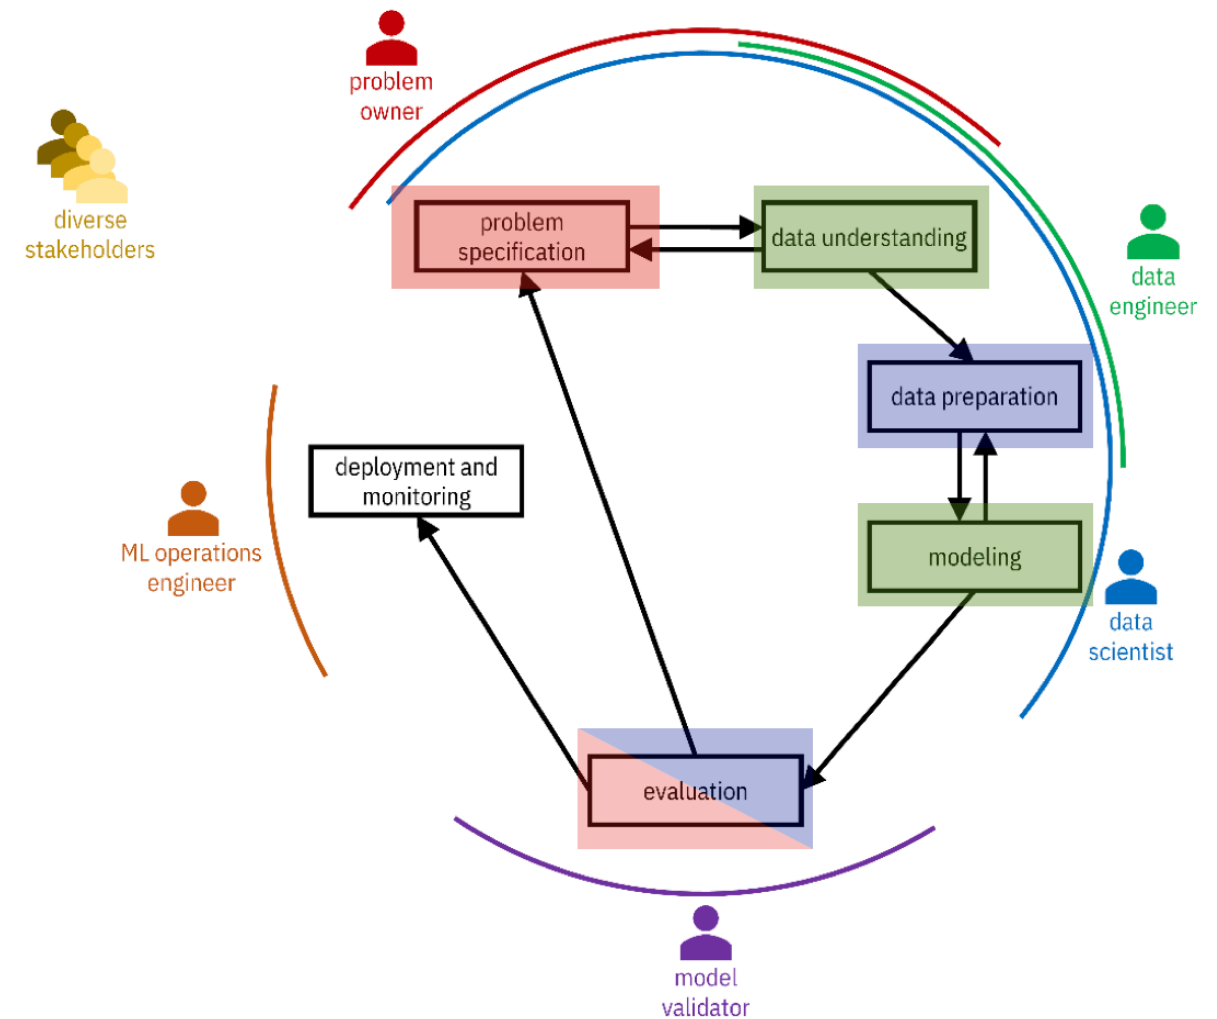 problem
owner
diverse
stakeholders
problem
specification
data understanding
data
engineer
data preparation
deployment and
monitoring
ML operations
engineer
modeling
data
scientist
evaluation
model
validator